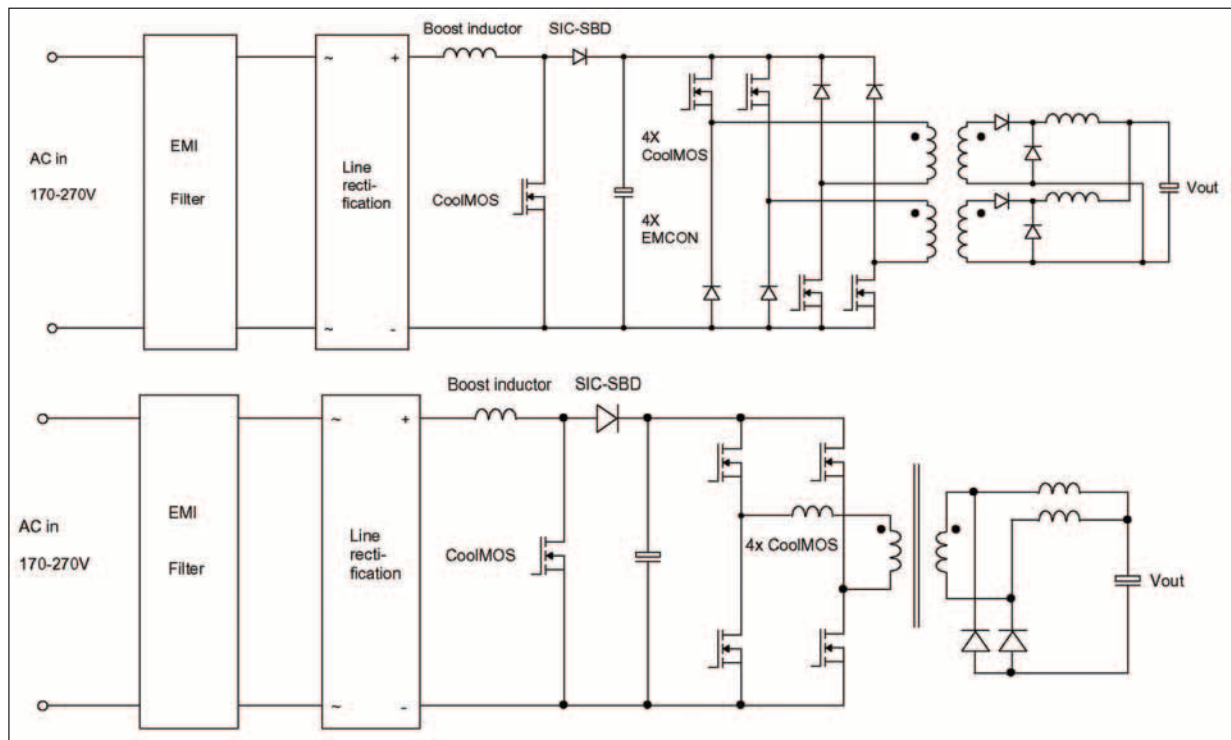 Boost inductor
SIC-SBD
~
+
AC in
170-270V
EMI
Filter
Line
recti-
fication
CoolMOS
4X
CoolMOS
4X
EMCON
Vout
~
-
Boost inductor
SIC-SBD
~
+
AC in
170-270V
EMI
Filter
Line
recti-
fication
CoolMOS
4x CoolMOS
Vout
~
-